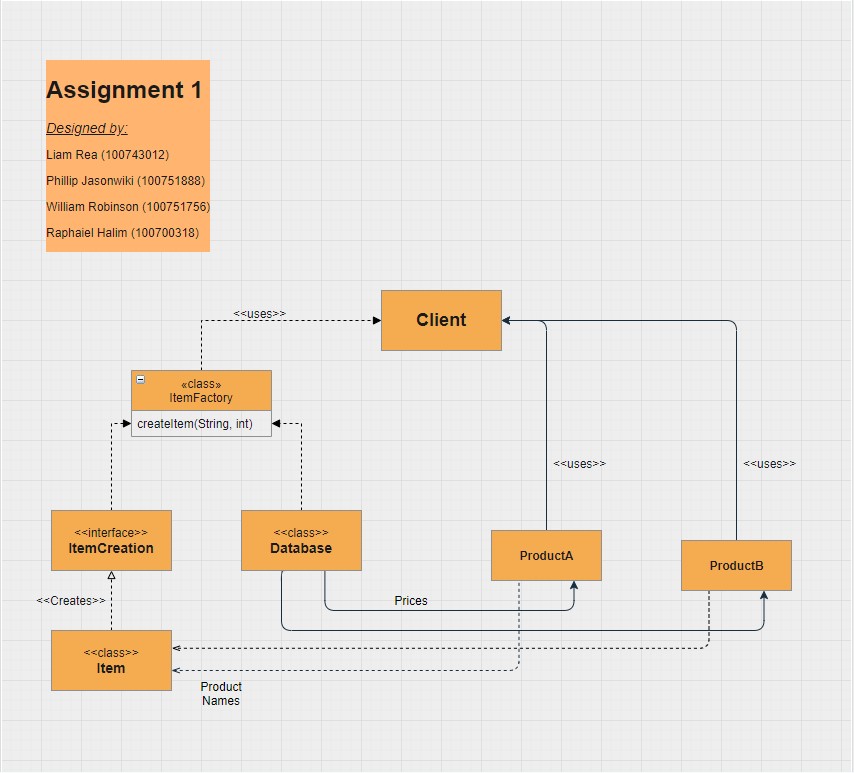 Assignment 1
Designed by:
Liam Rea (100743012)
Phillip Jasonwiki (100751888)
William Robinson (100751756)
Raphaiel Halim (100700318)
<<uses>>
Client
«class»
ItemFactory
createItem(String, int)
<<uses>>
<<uses>>
<<interface>>
ItemCreation
<<class>>
Database
ProductA
ProductB
<<Creates>>
Prices
<<class>>
Item
Product
Names